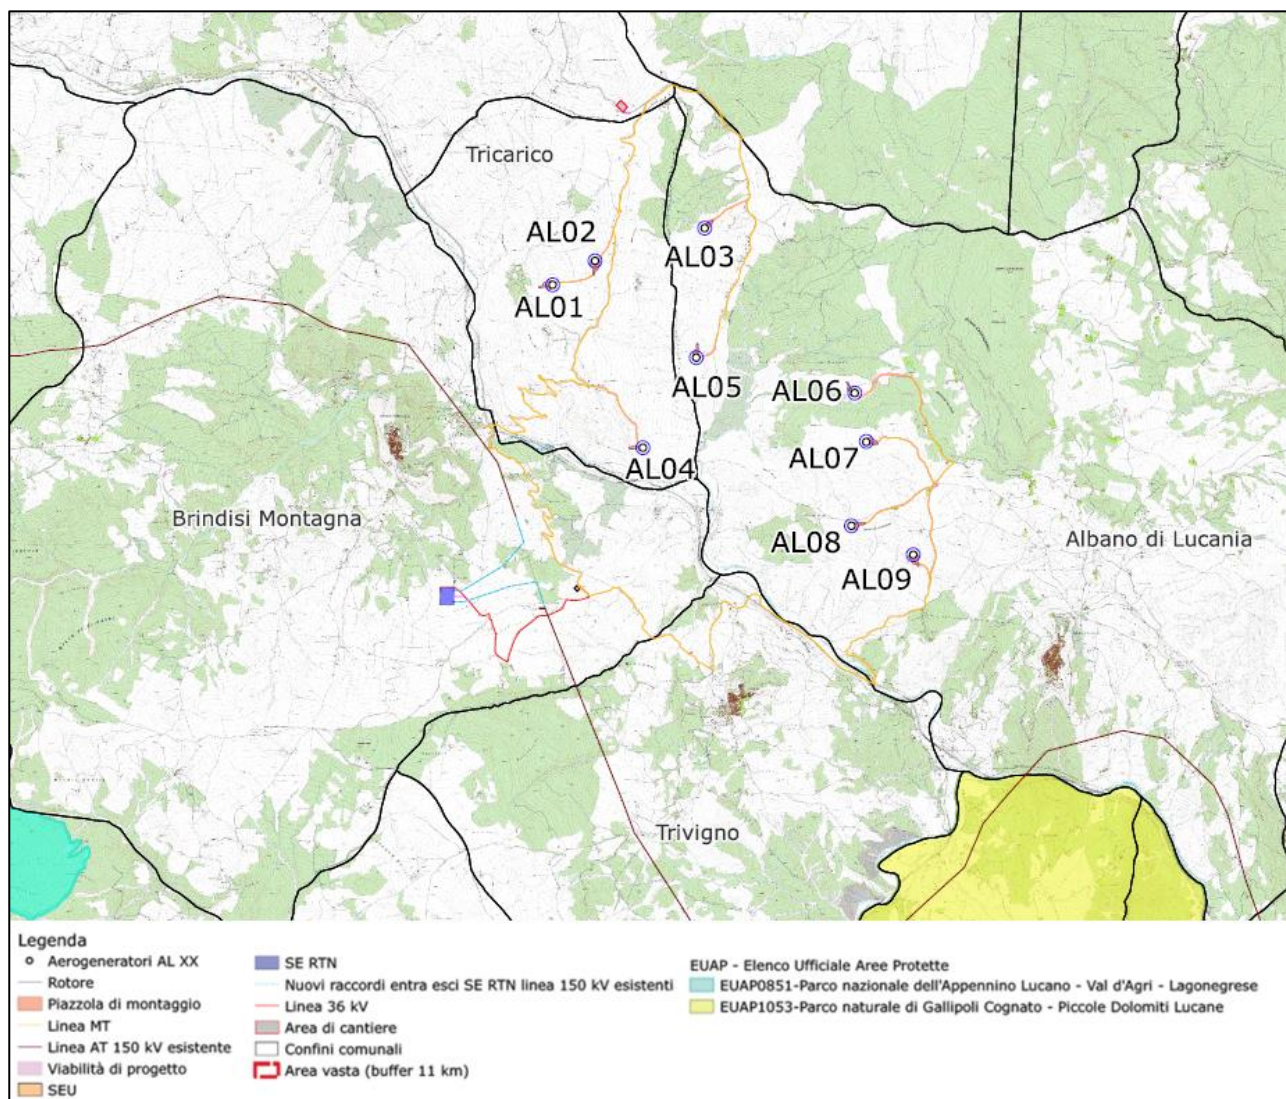 Tricarico
AL02
AL03
AL01
AL05
AL06
AL07
AL04
Brindisi Montagna
AL08
Albano di Lucania
AL09
Trivigno
Legenda
Aerogeneratori AL XX
Rotore
Piazzola di montaggio
Linea MT
Linea AT 150 kV esistente
Viabilità di progetto
SEU
SE RTN
Nuovi raccordi entra esci SE RTN linea 150 kV esistenti
Linea 36 kV
Area di cantiere
Confini comunali
Area vasta (buffer 11 km)
EUAP - Elenco Ufficiale Aree Protette
EUAP0851-Parco nazionale dell'Appennino Lucano - Val d'Agri - Lagonegrese
EUAP1053-Parco naturale di Gallipoli Cognato - Piccole Dolomiti Lucane